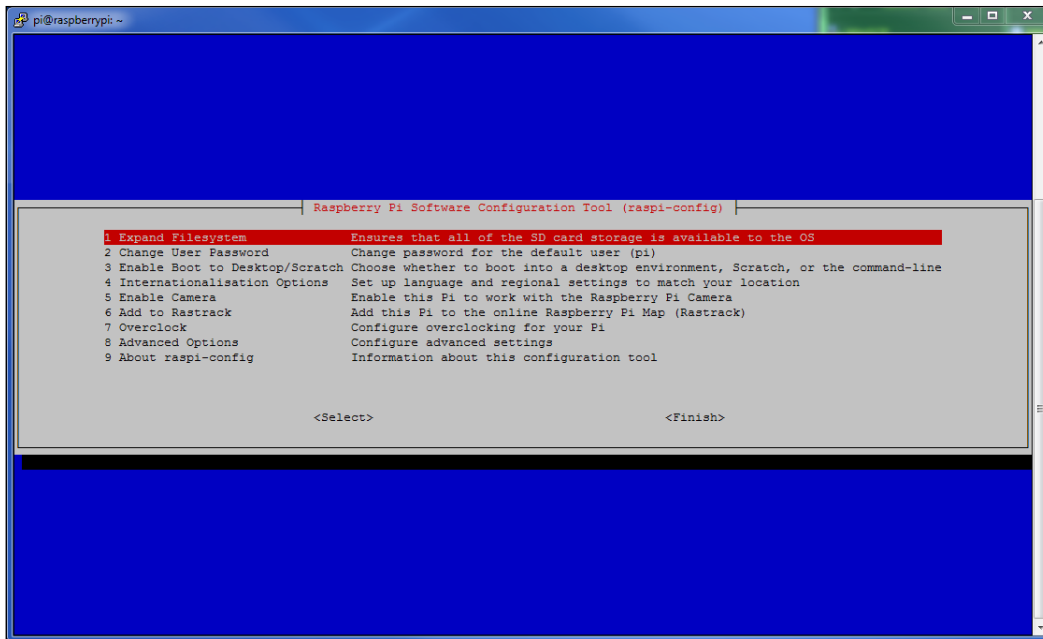 pi@raspberrypi: ~
Raspberry Pi Software Configuration Tool (raspi-config)
1 Expand Filesystem Ensures that all of the SD card storage is available to the OS
2 Change User Password Change password for the default user (pi)
3 Enable Boot to Desktop/Scratch Choose whether to boot into a desktop environment, Scratch, or the command-line
4 Internationalisation Options Set up language and regional settings to match your location
5 Enable Camera Enable this Pi to work with the Raspberry Pi Camera
6 Add to Rastrack Add this Pi to the online Raspberry Pi Map (Rastrack)
7 Overclock Configure overclocking for your Pi
8 Advanced Options Configure advanced settings
9 About raspi-config Information about this configuration tool
<Select> <Finish>